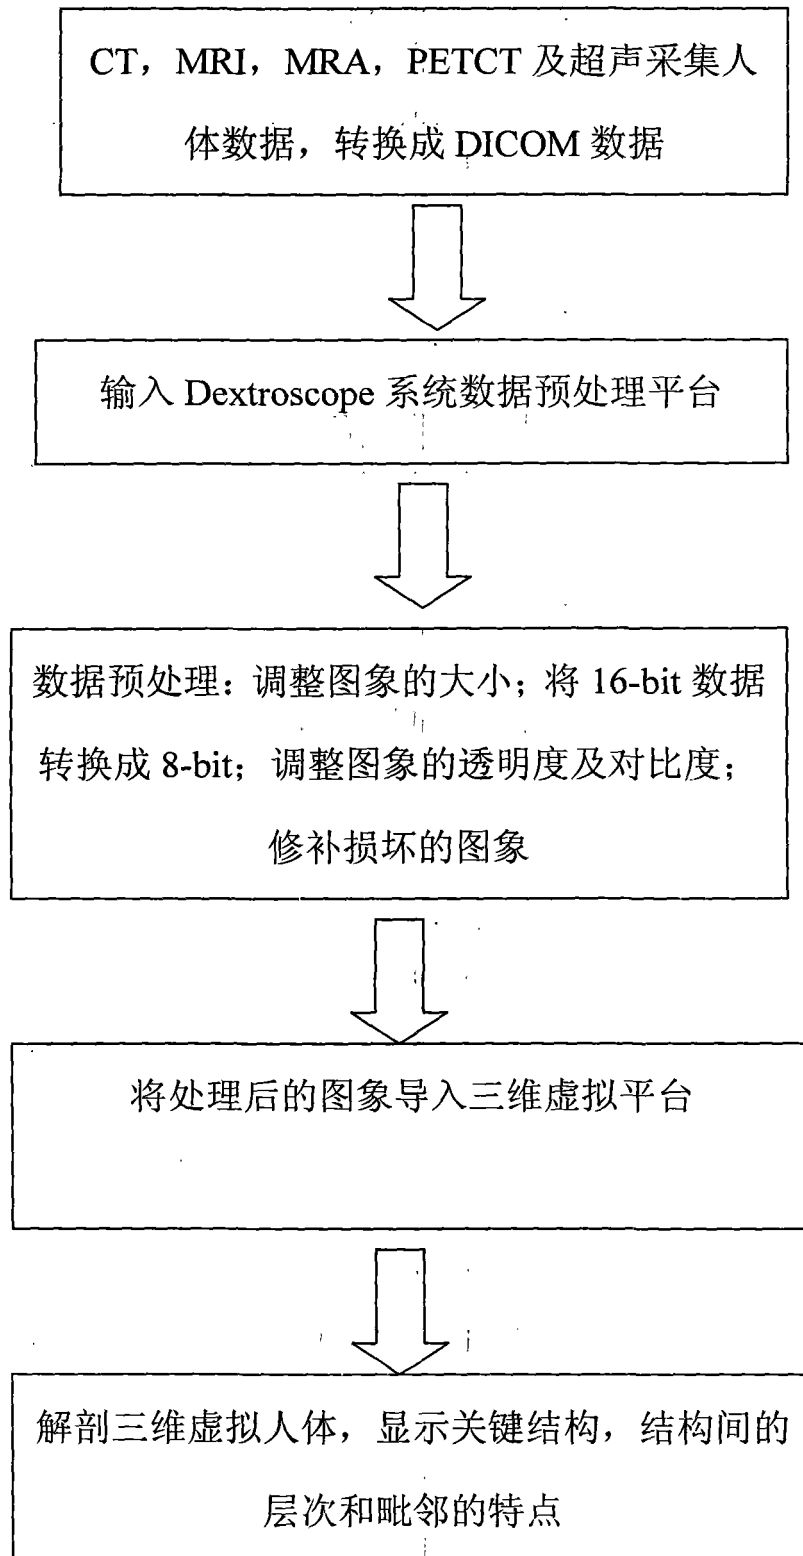 CT，MRI，MRA，PETCT 及超声采集人
体数据，转换成 DICOM 数据
输入 Dextroscope 系统数据预处理平台
数据预处理：调整图象的大小；将 16-bit 数据
转换成 8-bit；调整图象的透明度及对比度；
修补损坏的图象
将处理后的图象导入三维虚拟平台
解剖三维虚拟人体，显示关键结构，结构间的
层次和毗邻的特点